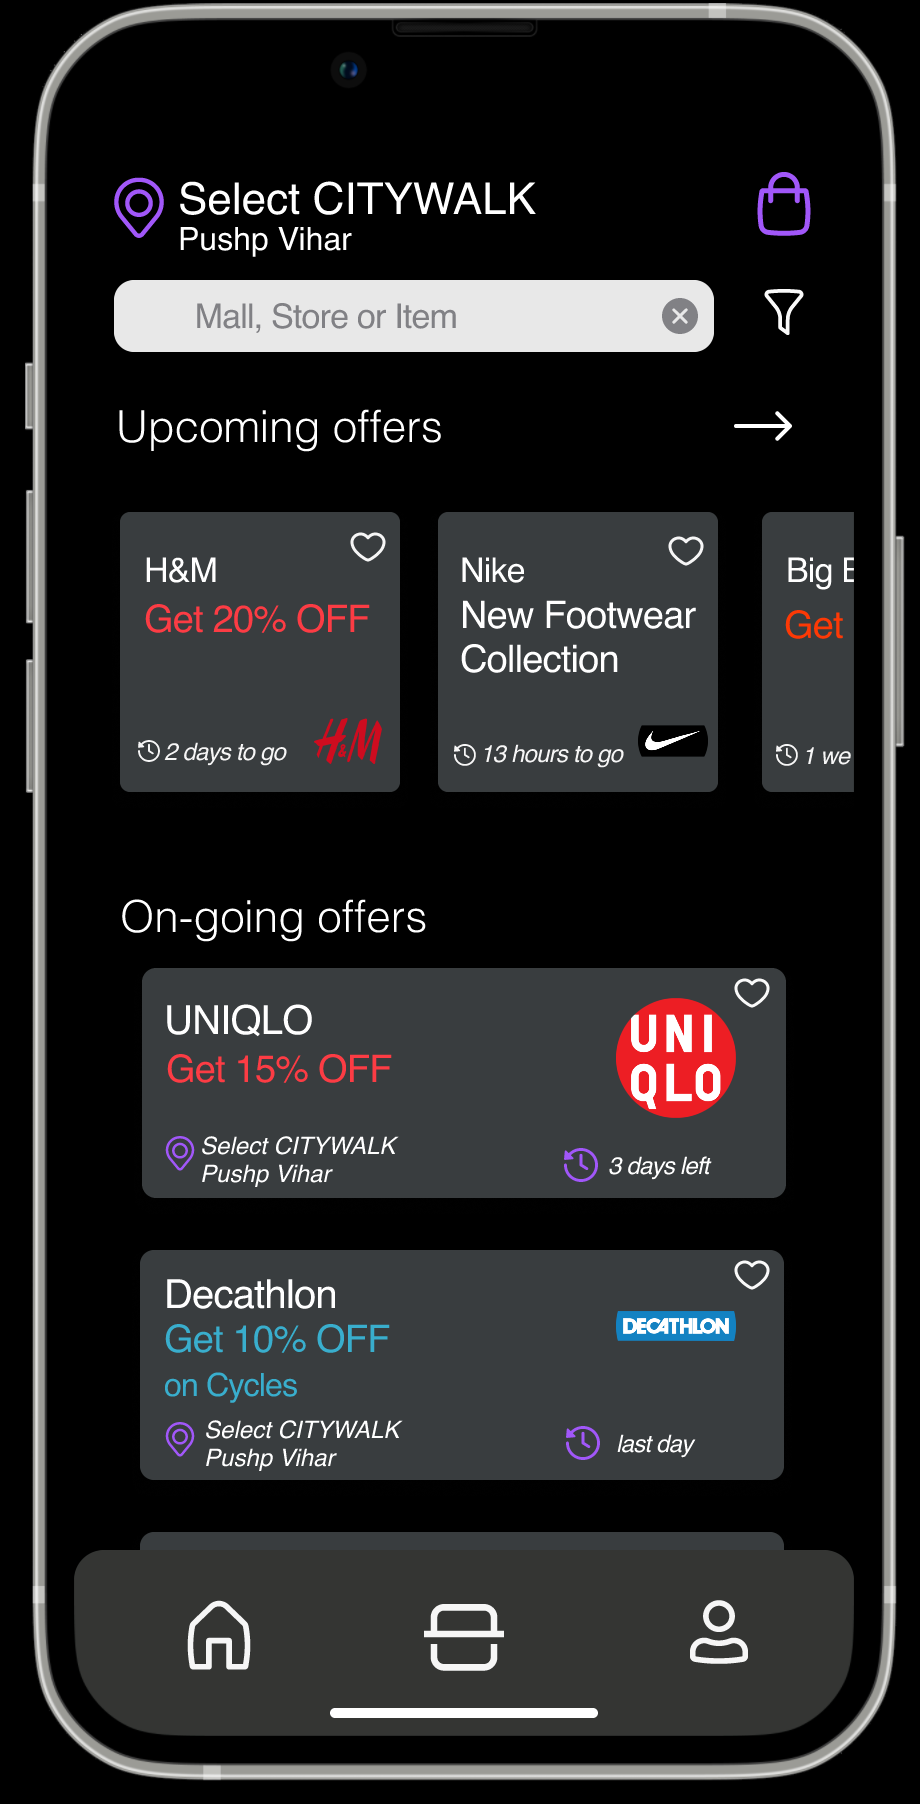 Select CITYWALK
Pushp Vihar
Mall, Store or Item
Upcoming offers
H&M
Get 20% OFF
2 days to go
H&M
Nike
New Footwear
Collection
13 hours to go
Big
Get
1 we
On-going offers
UNIQLO
Get 15% OFF
UNI
QLO
Select CITYWALK
Pushp Vihar
3 days left
Decathlon
Get 10% OFF
on Cycles
DECATHLON
Select CITYWALK
Pushp Vihar
last day